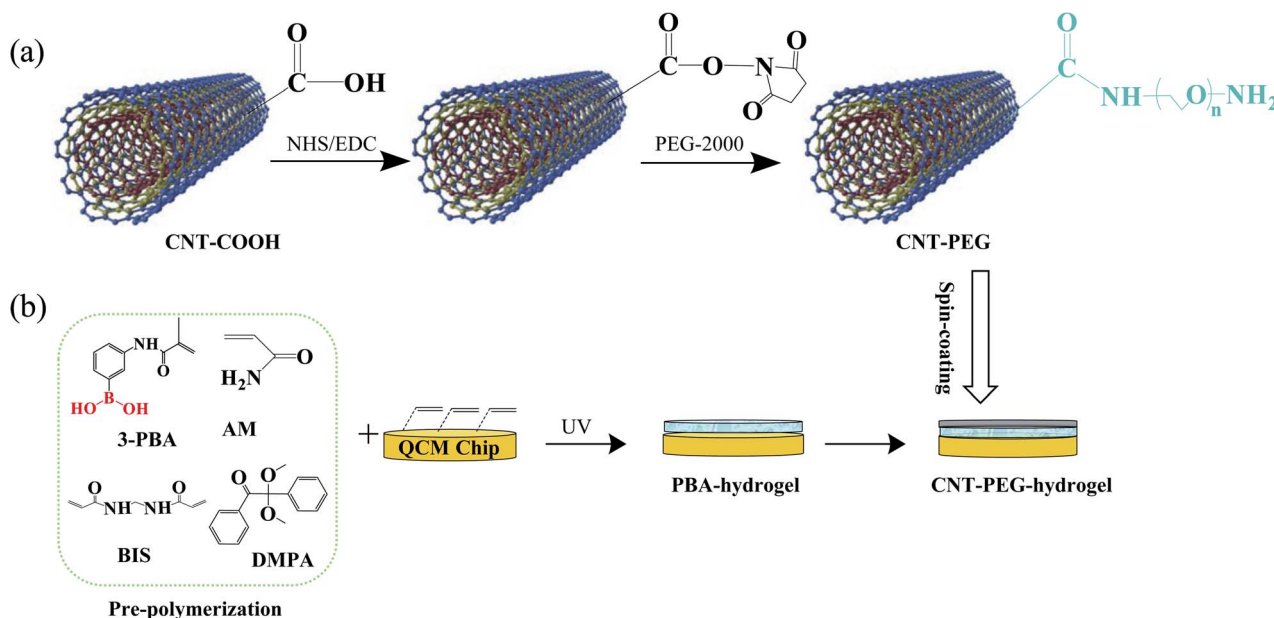 (a)
O
C
OH
NHS/EDC
CNT-COOH
O
C
O
N
O
O
PEG-2000
O
C
NH
O
n
NH2
CNT-PEG
Spin-coating
(b)
NH
O
B
HO
OH
3-PBA
H2N
O
AM
O
NH
NH
O
BIS
O
O
O
DMPA
Pre-polymerization
+
QCM Chip
UV
PBA-hydrogel
CNT-PEG-hydrogel